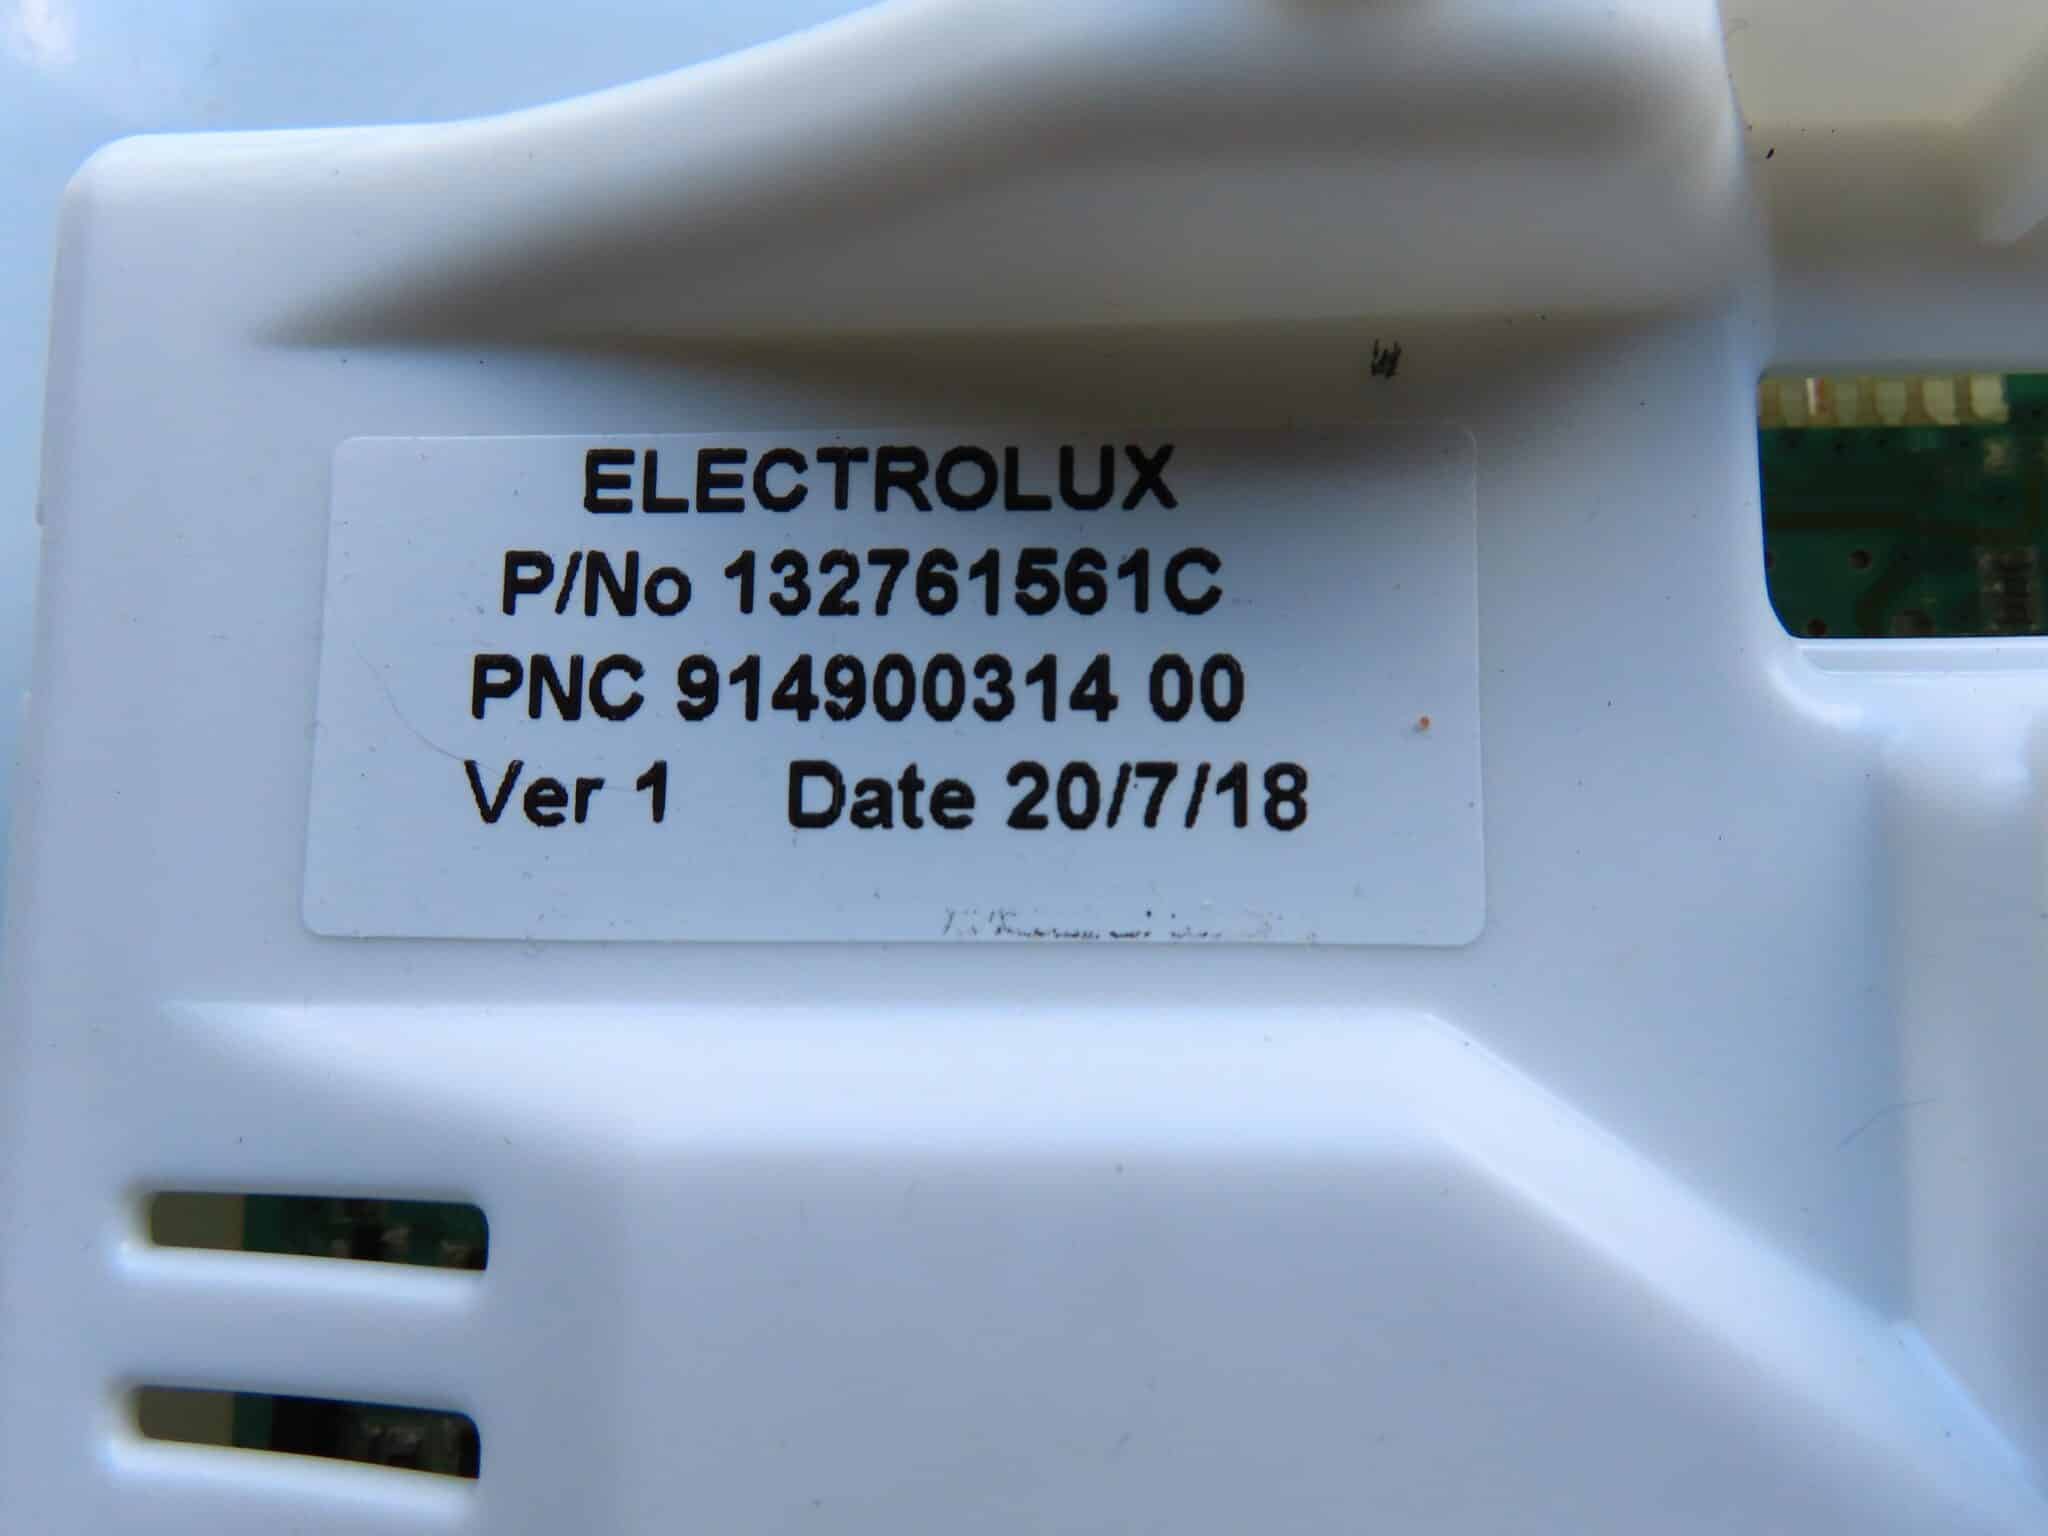 ELECTROLUX
P/No 132761561C
PNC 914900314 00
Ver 1 Date 20/7/18